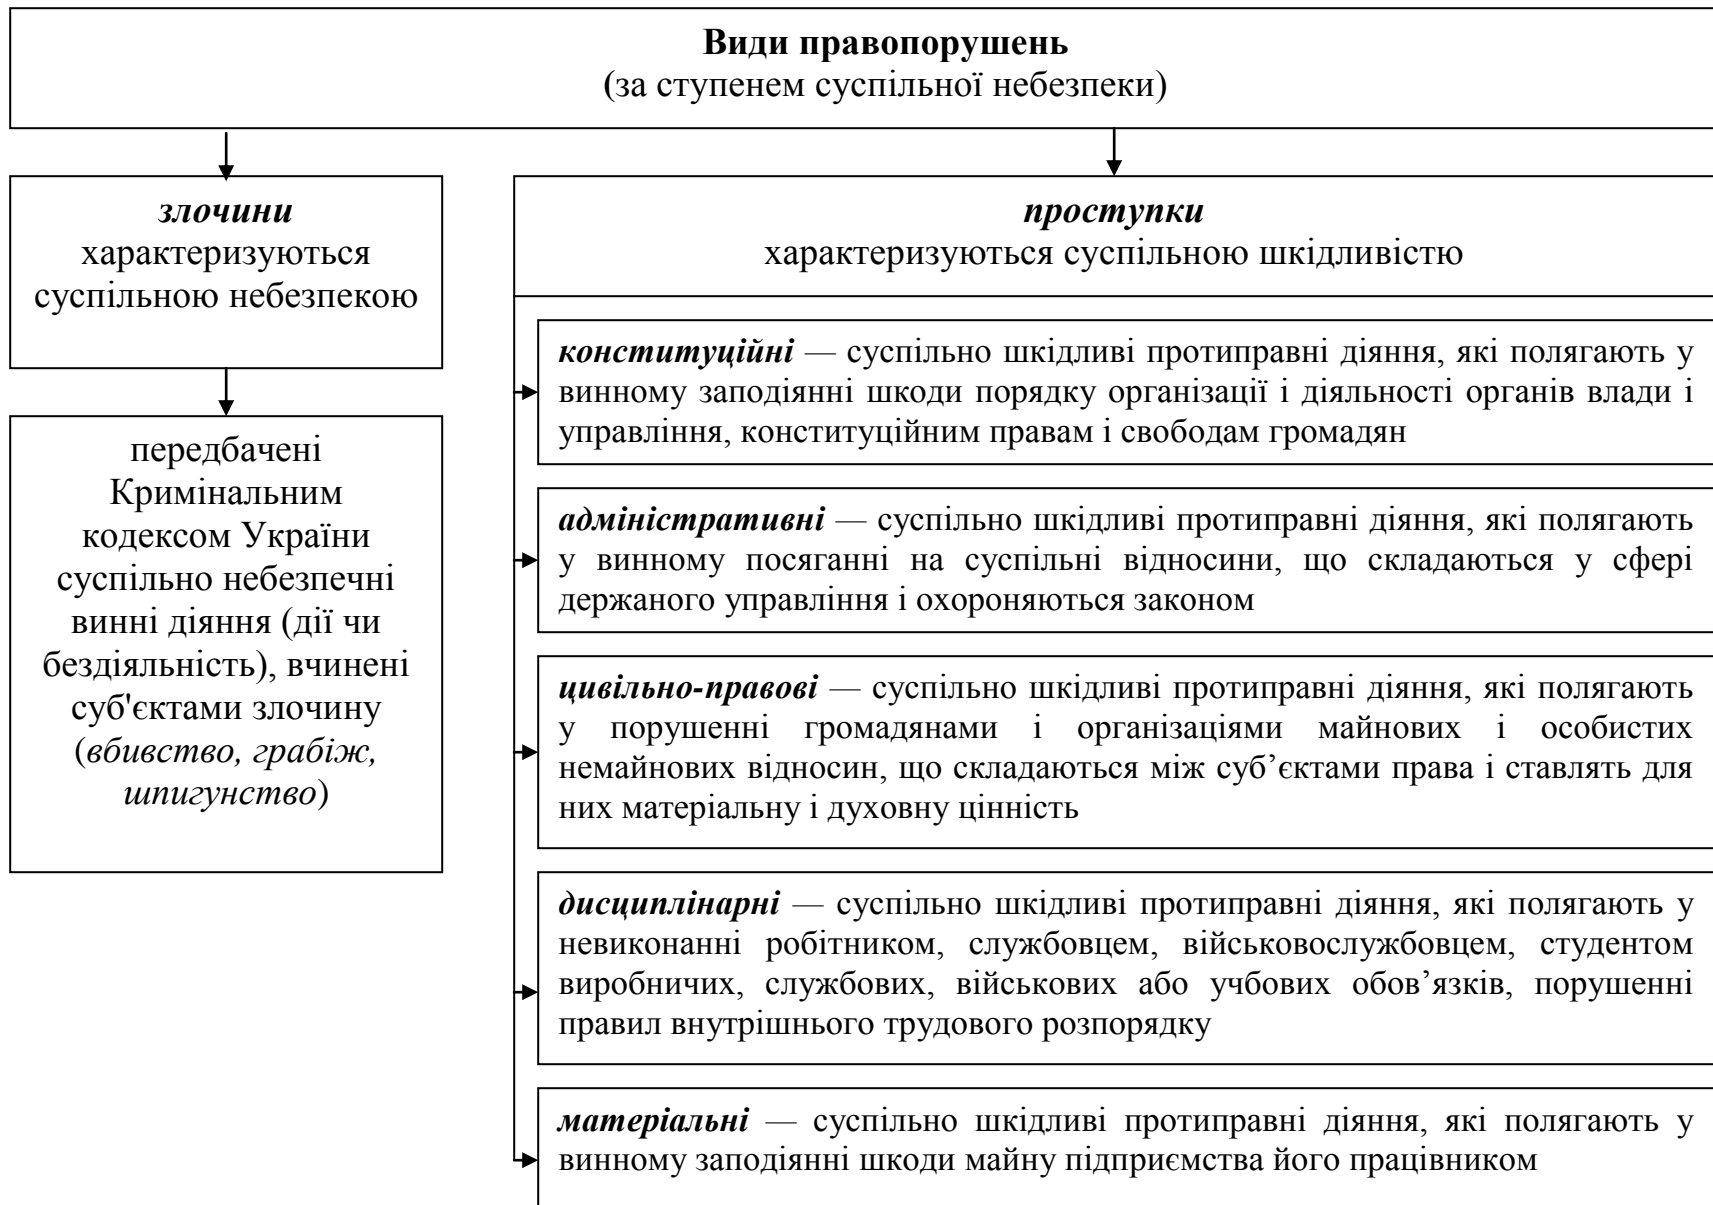 Види правопорушень
(за ступенем суспільної небезпеки)
злочини
характеризуються
суспільною небезпекою
передбачені
Кримінальним
кодексом України
суспільно небезпечні
винні діяння (дії чи
бездіяльність), вчинені
суб'єктами злочину
(вбивство, грабіж,
шпигунство)
проступки
характеризуються суспільною шкідливістю
конституційні — суспільно шкідливі протиправні діяння, які полягають у
винному заподіянні шкоди порядку організації і діяльності органів влади і
управління, конституційним правам і свободам громадян
адміністративні — суспільно шкідливі протиправні діяння, які полягають
у винному посяганні на суспільні відносини, що складаються у сфері
держаного управління і охороняються законом
цивільно-правові — суспільно шкідливі протиправні діяння, які полягають
у порушенні громадянами і організаціями майнових і особистих
немайнових відносин, що складаються між суб’єктами права і ставлять для
них матеріальну і духовну цінність
дисциплінарні — суспільно шкідливі протиправні діяння, які полягають у
невиконанні робітником, службовцем, військовослужбовцем, студентом
виробничих, службових, військових або учбових обов’язків, порушенні
правил внутрішнього трудового розпорядку
матеріальні — суспільно шкідливі протиправні діяння, які полягають у
винному заподіянні шкоди майну підприємства його працівником